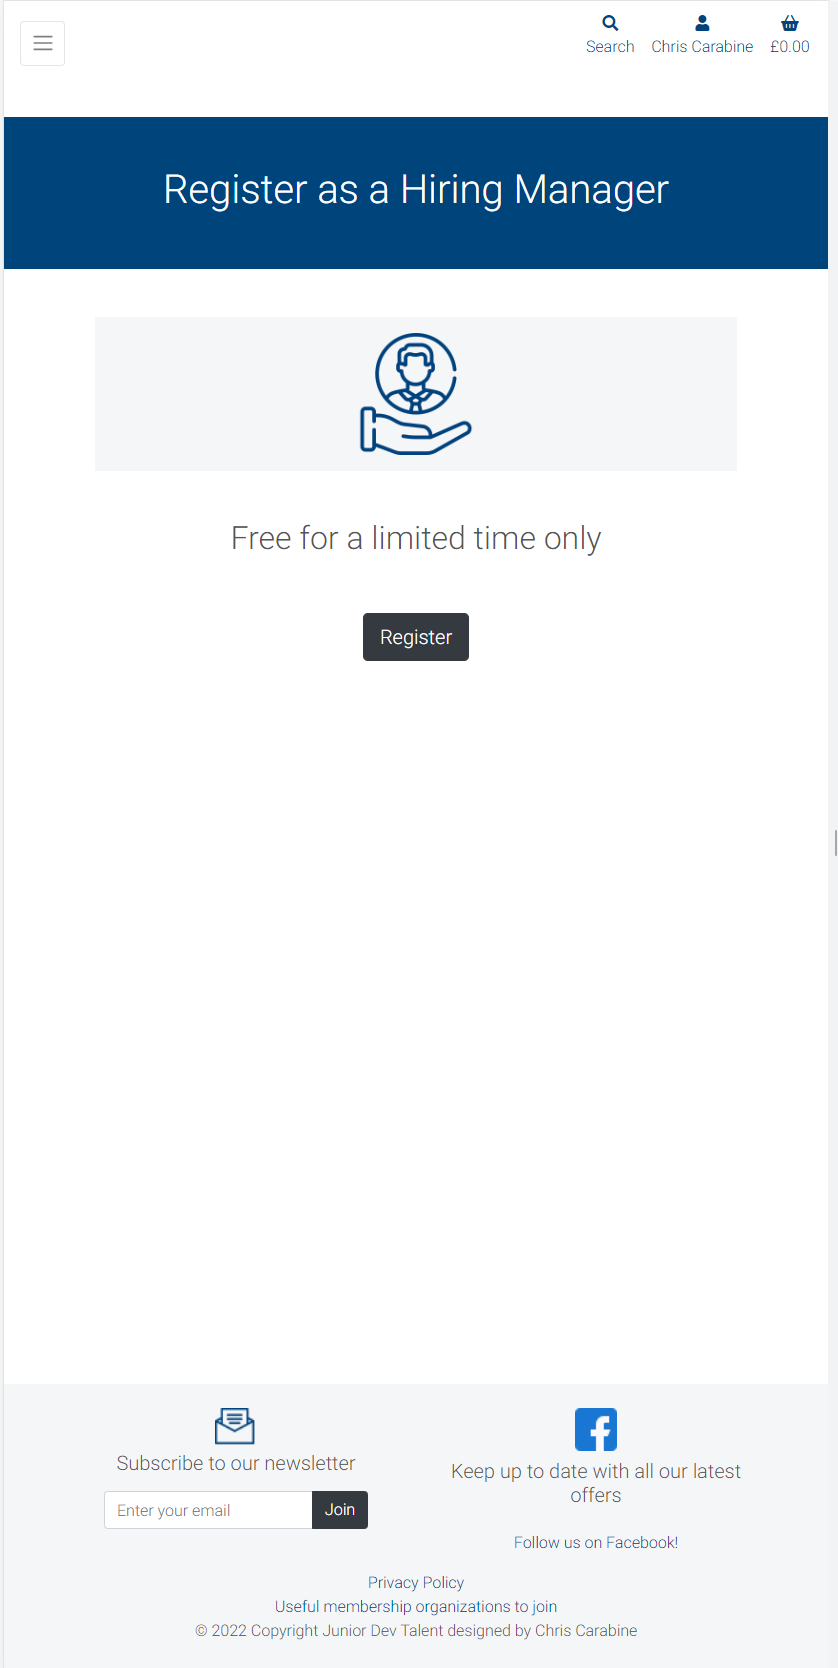 Search
Chris Carabine
£0.00
Register as a Hiring Manager
Free for a limited time only
Register
Subscribe to our newsletter
Enter your email
Join
Keep up to date with all our latest
offers
Follow us on Facebook!
Privacy Policy
Useful membership organizations to join
© 2022 Copyright Junior Dev Talent designed by Chris Carabine